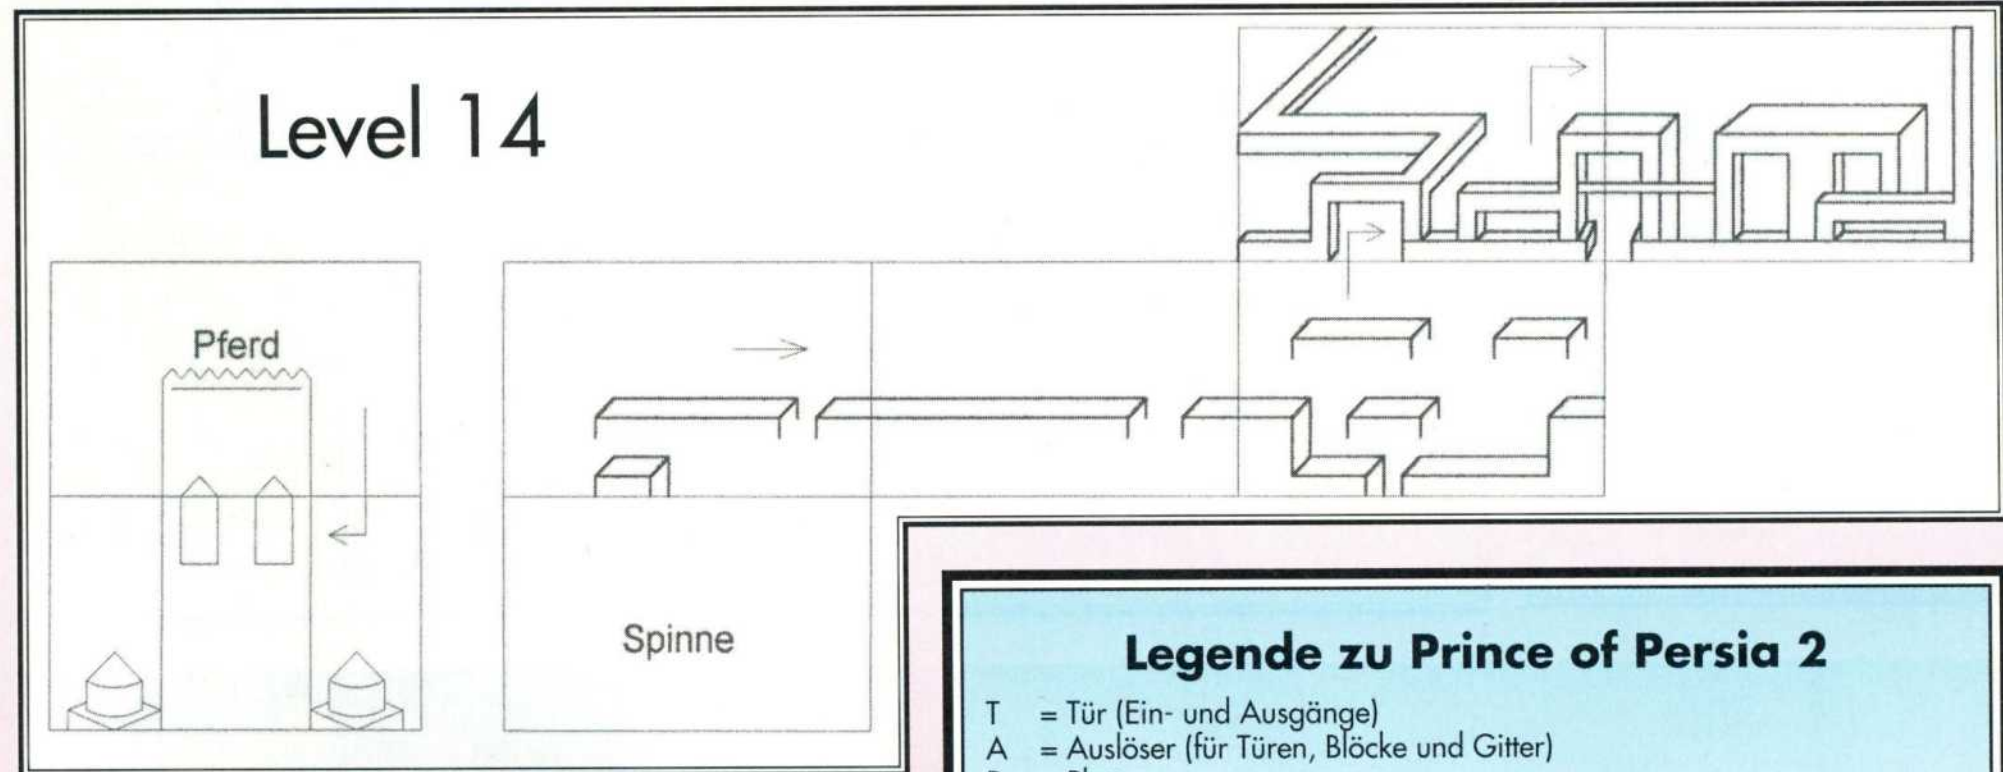 Level 14
Pferd
Spinne
Legende zu Prince of Persia 2
T = Tür (Ein- und Ausgänge)
A = Auslöser (für Türen, Blöcke und Gitter)